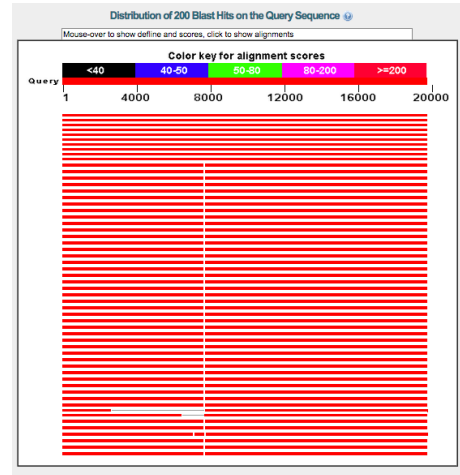 Distribution of 200 Blast Hits on the Query Sequence
Mouse-over to show defline and scores, click to show alignments
Color key for alignment scores
<40 40-50 50-80 80-200 >=200
Query
1 4000 8000 12000 16000 20000